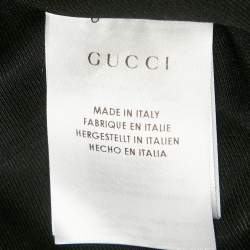 GUCCI
MADE IN ITALY
FABRIQUE EN ITALIE
HERGESTELLT IN ITALIEN
HECHO EN ITALIA